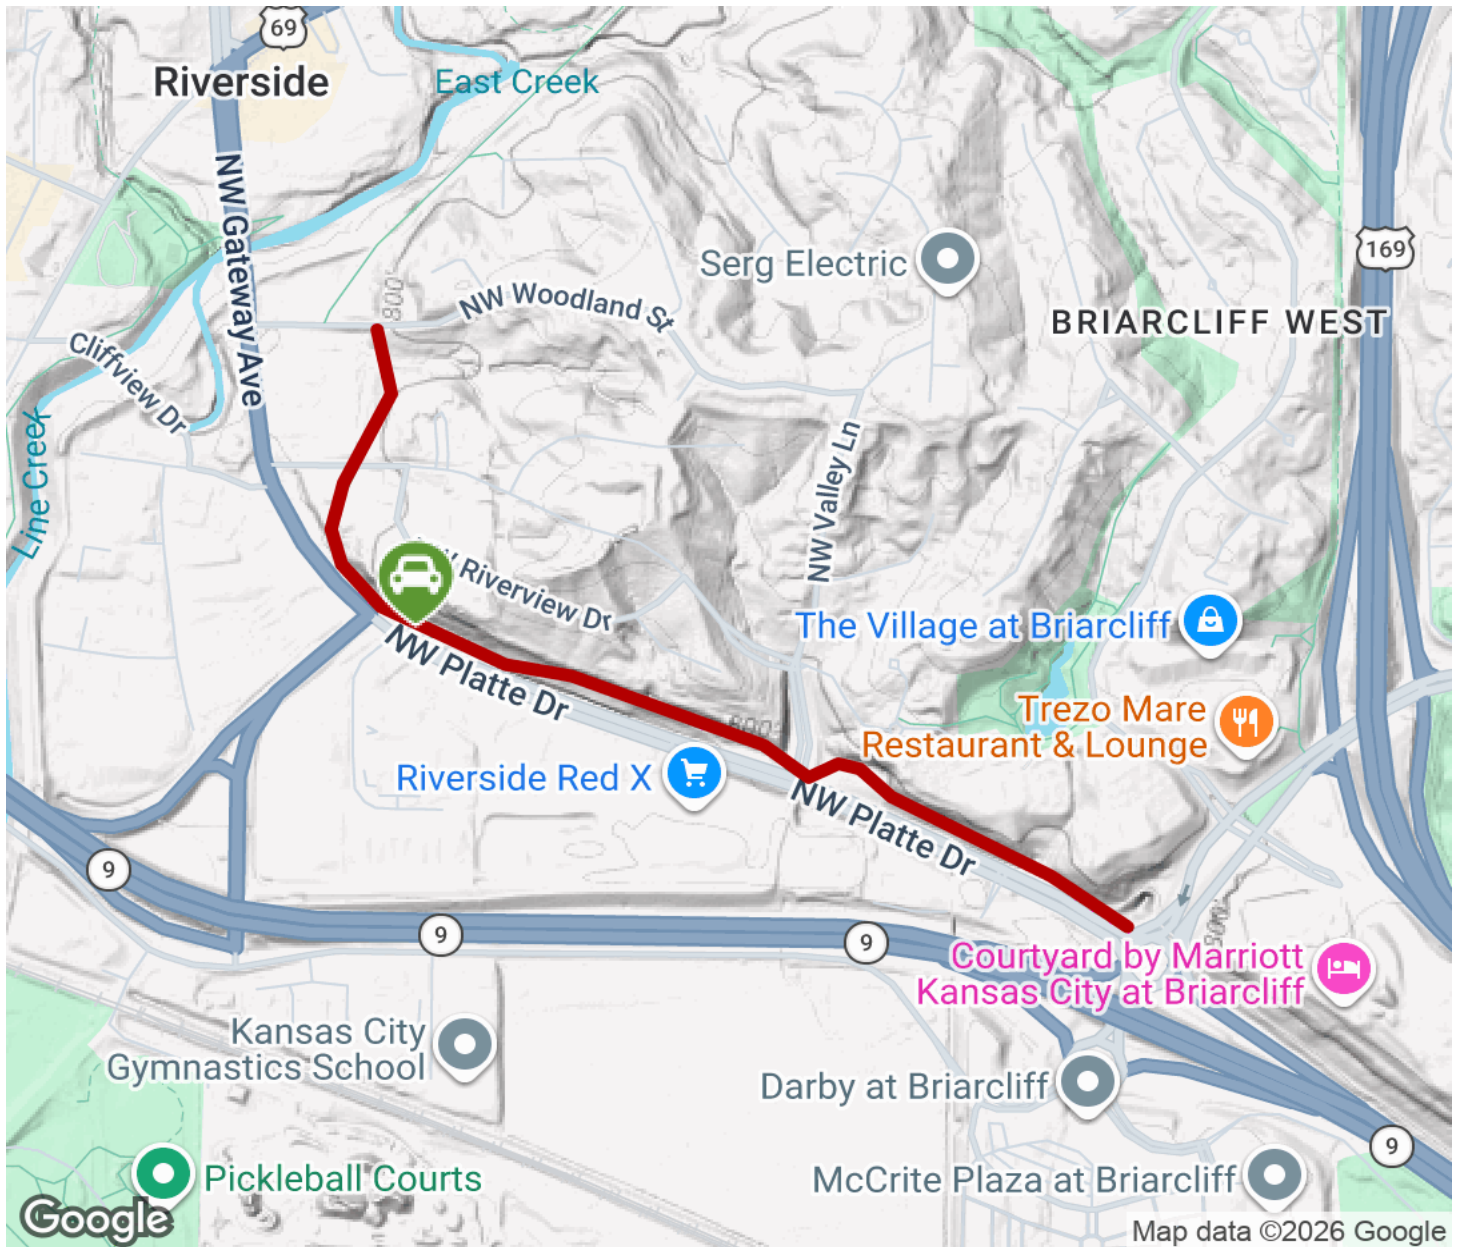 69
Riverside
East Creek
NW Gateway Ave
800
NW Woodland St
Serg Electric
169
BRIARCLIFF WEST
Cliffview Dr
Line Creek
NW Valley Ln
Riverview Dr
The Village at Briarcliff
NW Platte Dr
Trezo Mare
Restaurant & Lounge
800
Riverside Red X
NW Platte Dr
9
9
9
800
Courtyard by Marriott
Kansas City at Briarcliff
Kansas City
Gymnastics School
Darby at Briarcliff
9
Pickleball Courts
McCrite Plaza at Briarcliff
Google
Map data ©2026 Google